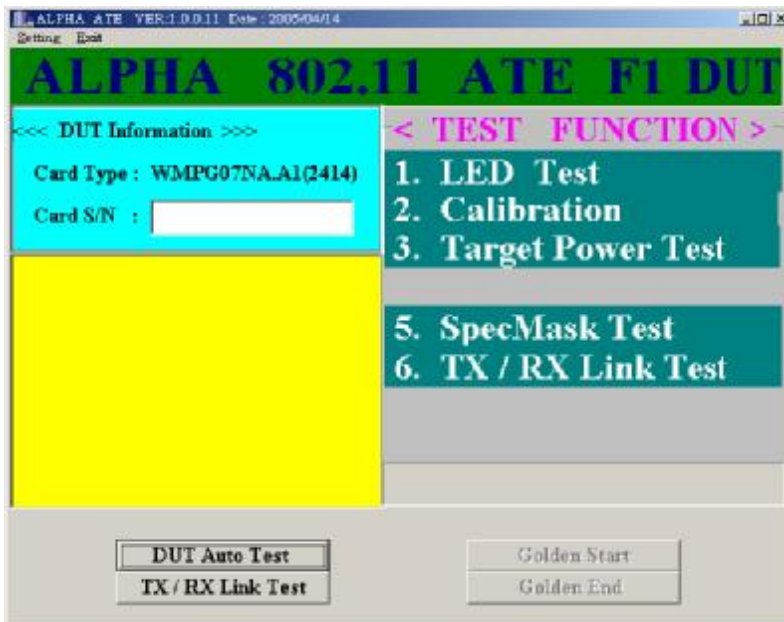 ALPHA ATE VER:1.0.0.11 Date : 2005/04/14
Setting Exit
ALPHA 802.11 ATE F1 DUT
<<< DUT Information >>>
Card Type : WMPG07NA.A1(2414)
Card S/N :
< TEST FUNCTION >
1. LED Test
2. Calibration
3. Target Power Test
5. SpecMask Test
6. TX / RX Link Test
DUT Auto Test
TX / RX Link Test
Golden Start
Golden End